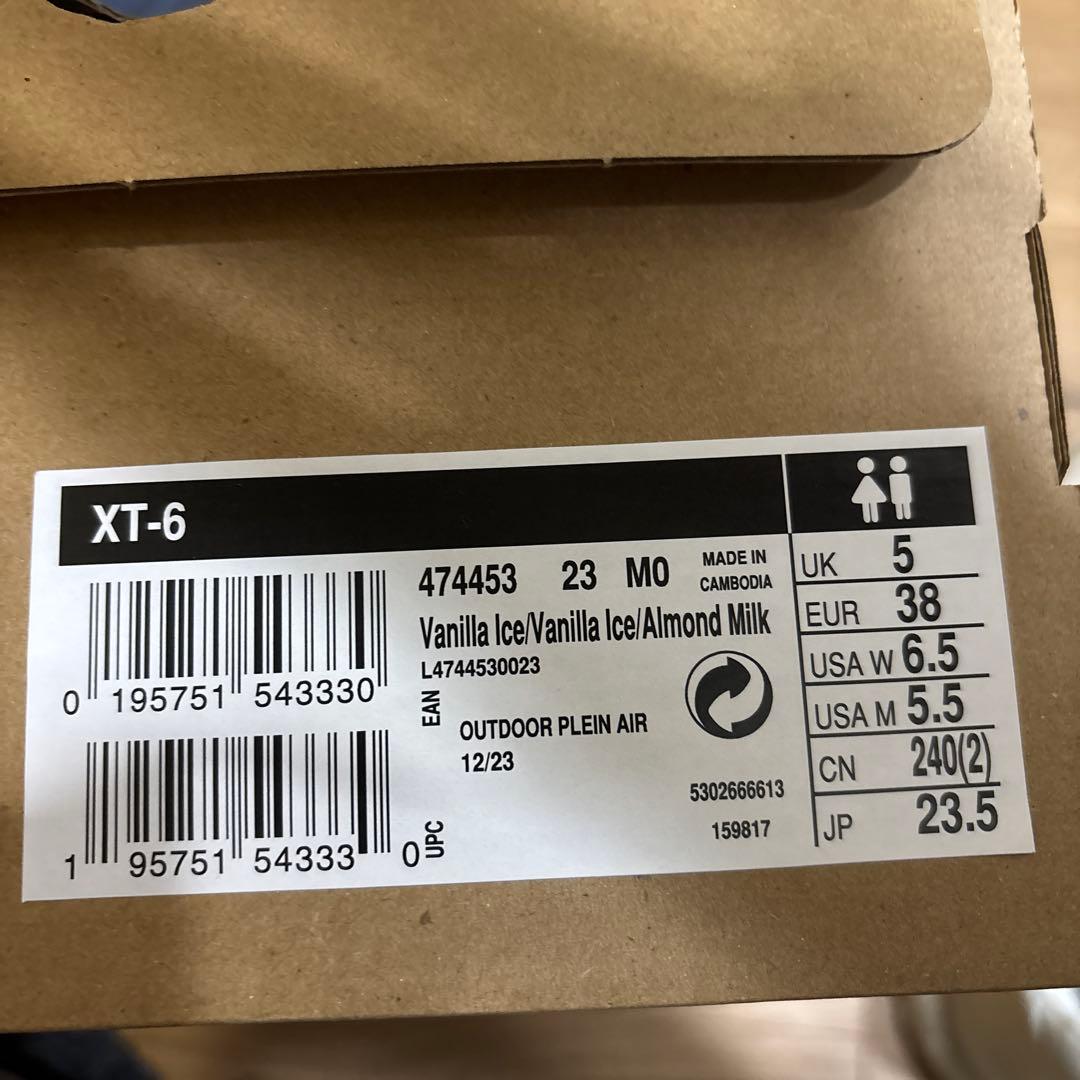 XT-6
474453 23 M0 MADE IN CAMBODIA
Vanilla Ice/Vanilla Ice/Almond Milk
L4744530023
EAN
0 195751 543330
OUTDOOR PLEIN AIR
12/23
5302666613
159817
UPC
1 95751 54333 0
UK 5
EUR 38
USA W 6.5
USA M 5.5
CN 240(2)
JP 23.5